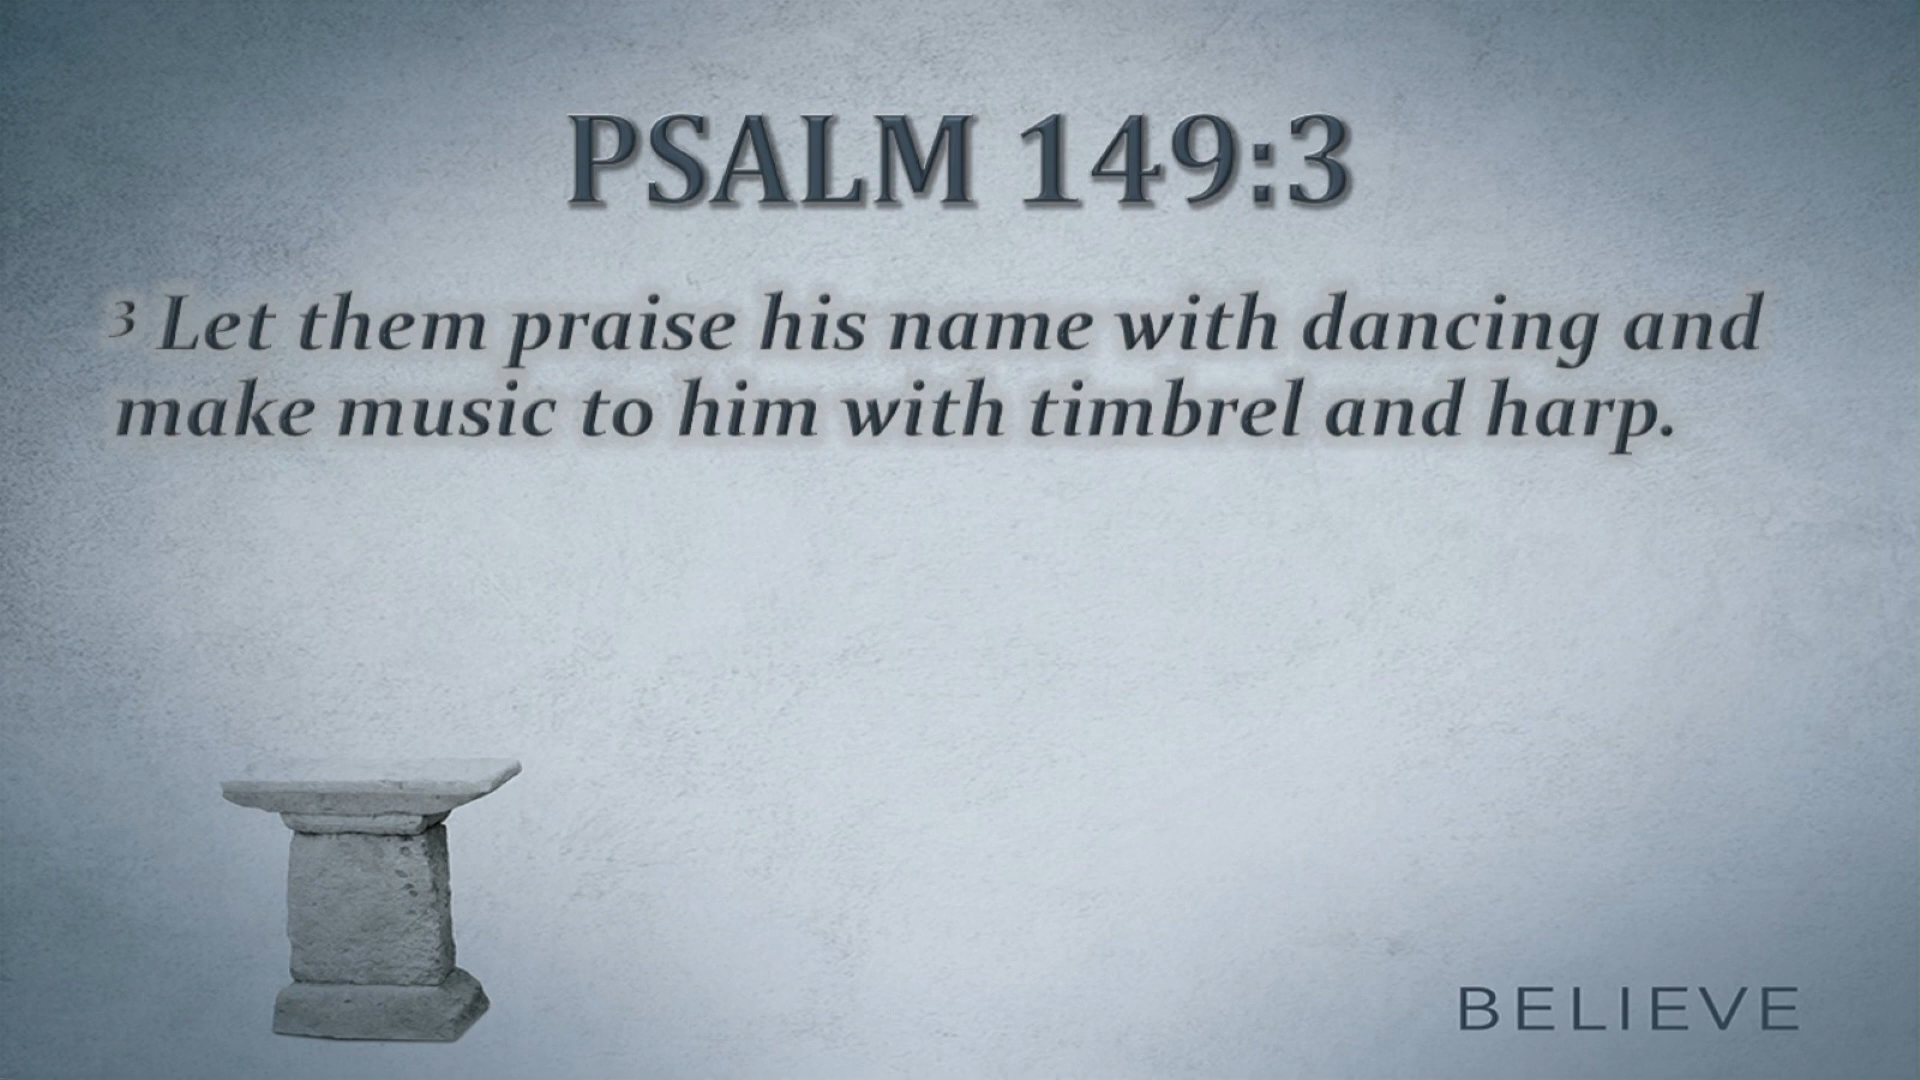 PSALM 149:3
3 Let them praise his name with dancing and
make music to him with timbrel and harp.
BELIEVE